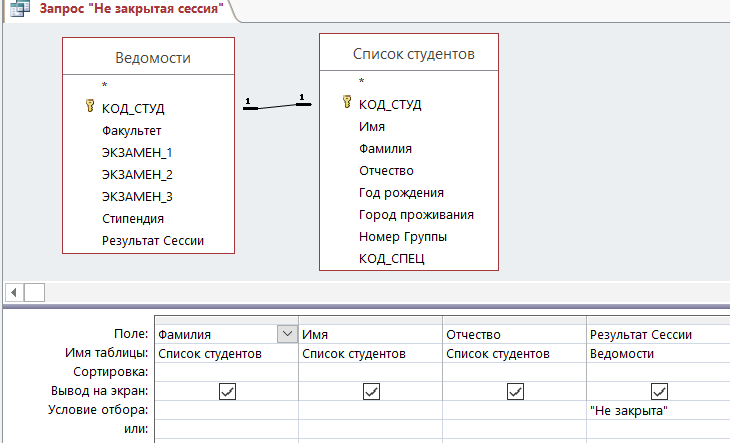 Запрос "Не закрытая сессия"
Ведомости
*
КОД_СТУД
Факультет
ЭКЗАМЕН_1
ЭКЗАМЕН_2
ЭКЗАМЕН_3
Стипендия
Результат Сессии
1 1
Список студентов
*
КОД_СТУД
Имя
Фамилия
Отчество
Год рождения
Город проживания
Номер Группы
КОД_СПЕЦ
Поле: Фамилия Имя Отчество Результат Сессии
Имя таблицы: Список студентов Список студентов Список студентов Ведомости
Сортировка:
Вывод на экран:
Условие отбора: "Не закрыта"
или: